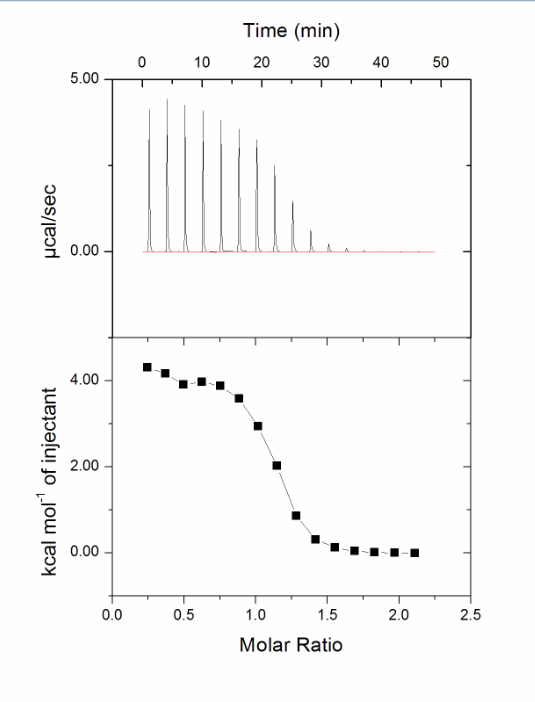 Time (min)
0 10 20 30 40 50
5.00
0.00
µcal/sec
4.00
2.00
0.00
kcal mol⁻¹ of injectant
0.0 0.5 1.0 1.5 2.0 2.5
Molar Ratio